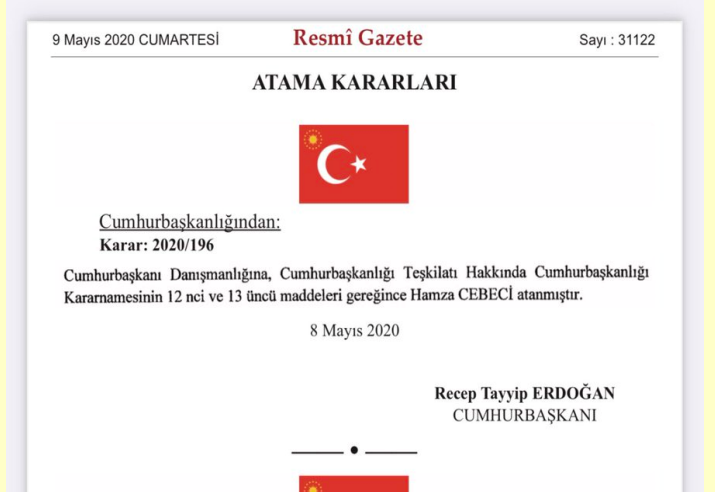 9 Mayıs 2020 CUMARTESİ Resmî Gazete Sayı : 31122
ATAMA KARARLARI
Cumhurbaşkanlığından:
Karar: 2020/196
Cumhurbaşkanı Danışmanlığına, Cumhurbaşkanlığı Teşkilatı Hakkında Cumhurbaşkanlığı
Kararnamesinin 12 nci ve 13 üncü maddeleri gereğince Hamza CEBECİ atanmıştır.
8 Mayıs 2020
Recep Tayyip ERDOĞAN
CUMHURBAŞKANI